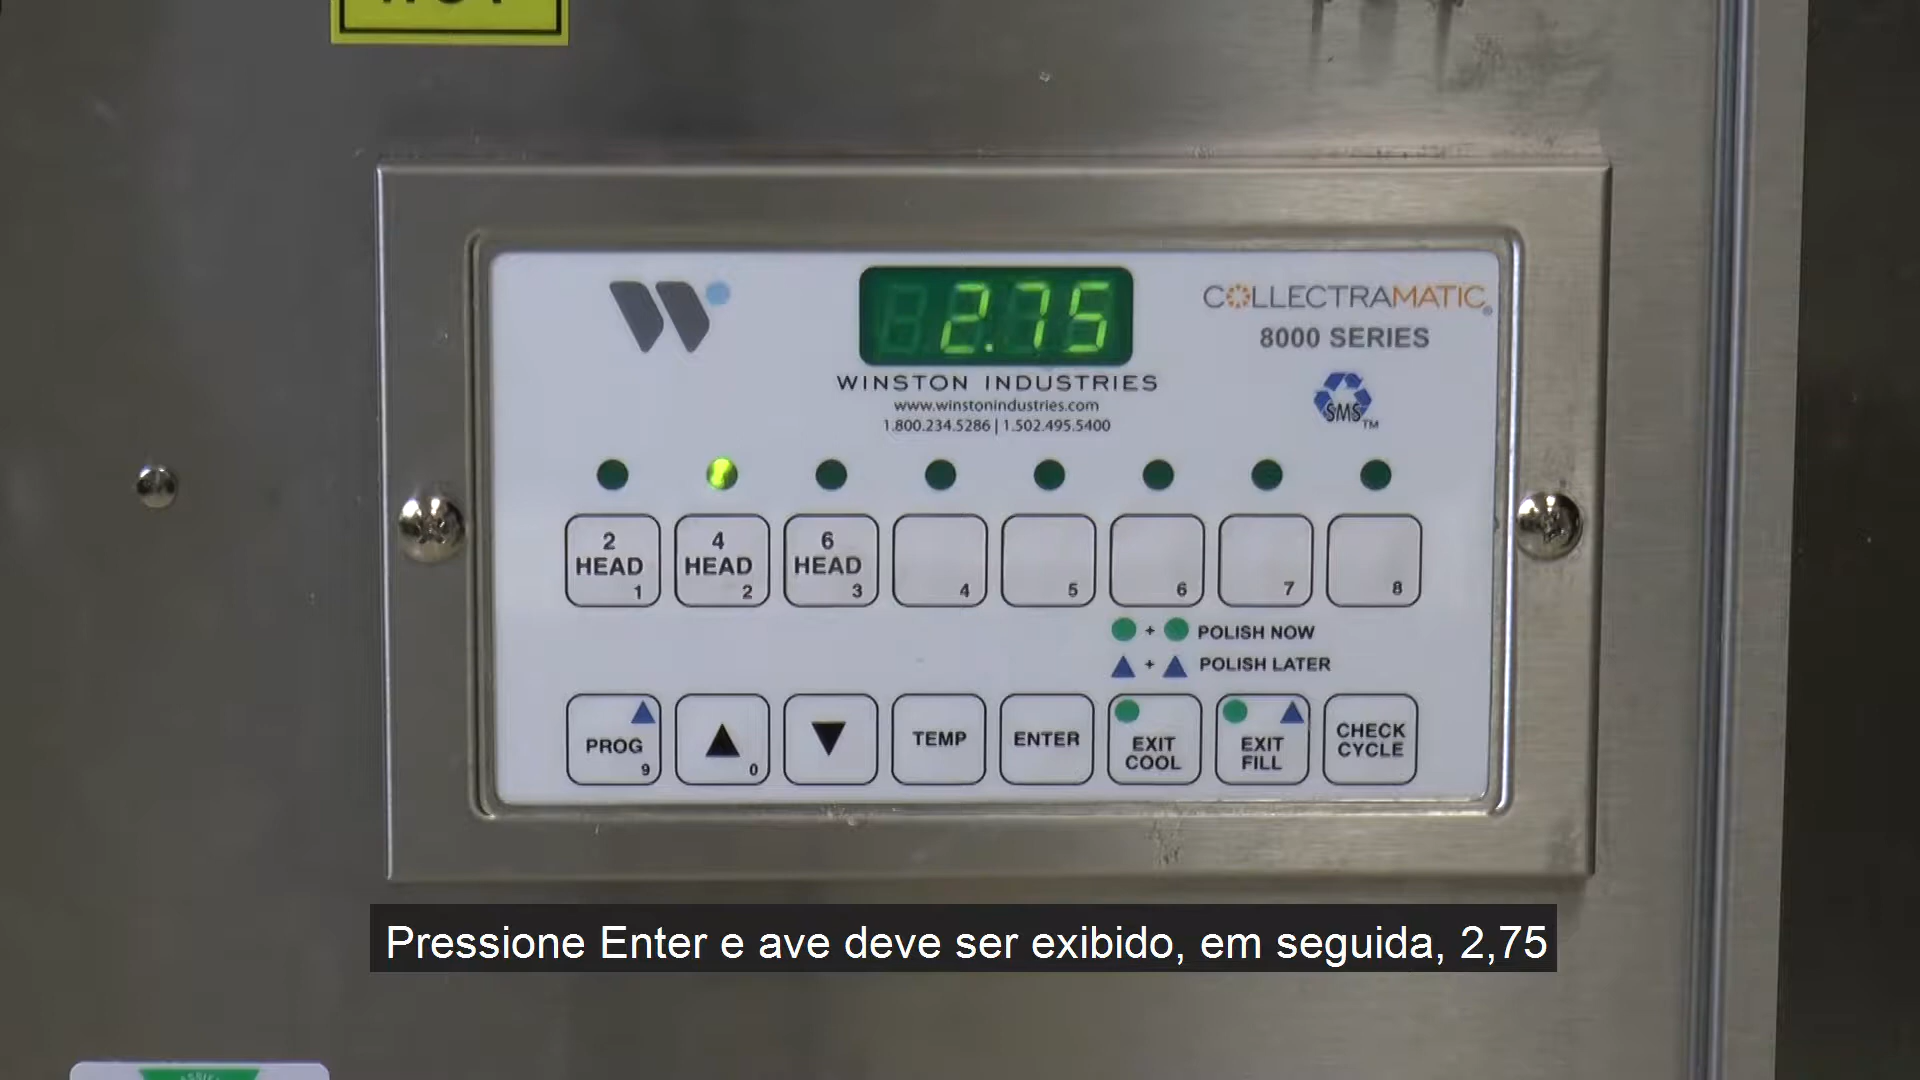 2.75
COLLECTRAMATIC®
8000 SERIES
WINSTON INDUSTRIES
www.winstonindustries.com
1.800.234.5286 | 1.502.495.5400
SMS™
2 HEAD 1
4 HEAD 2
6 HEAD 3
4
5
6
7
8
+ POLISH NOW
+ POLISH LATER
PROG 9
0
TEMP
ENTER
EXIT COOL
EXIT FILL
CHECK CYCLE
Pressione Enter e ave deve ser exibido, em seguida, 2,75